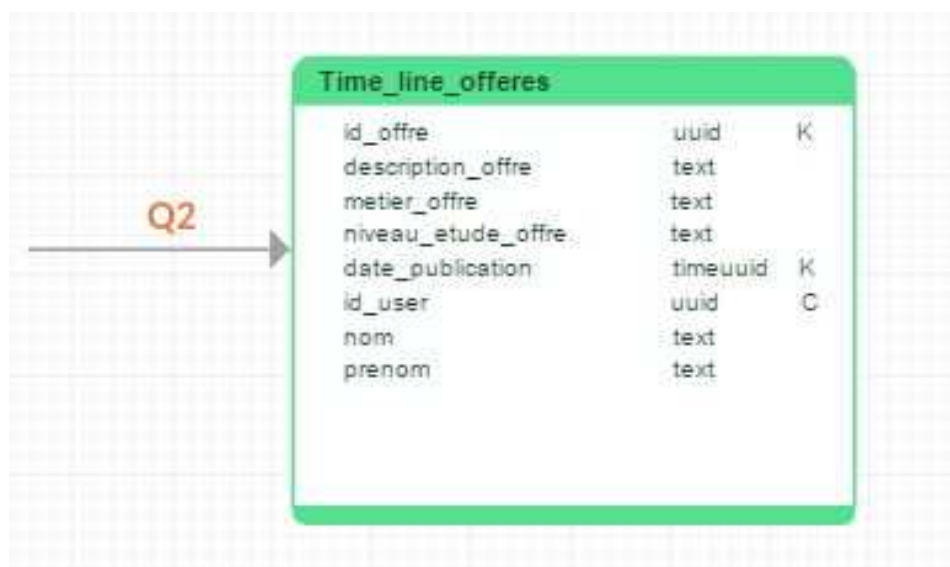 Time_line_offeres
id_offre uuid K
description_offre text
metier_offre text
Q2
niveau_etude_offre text
date_publication timeuuid K
id_user uuid C
nom text
prenom text